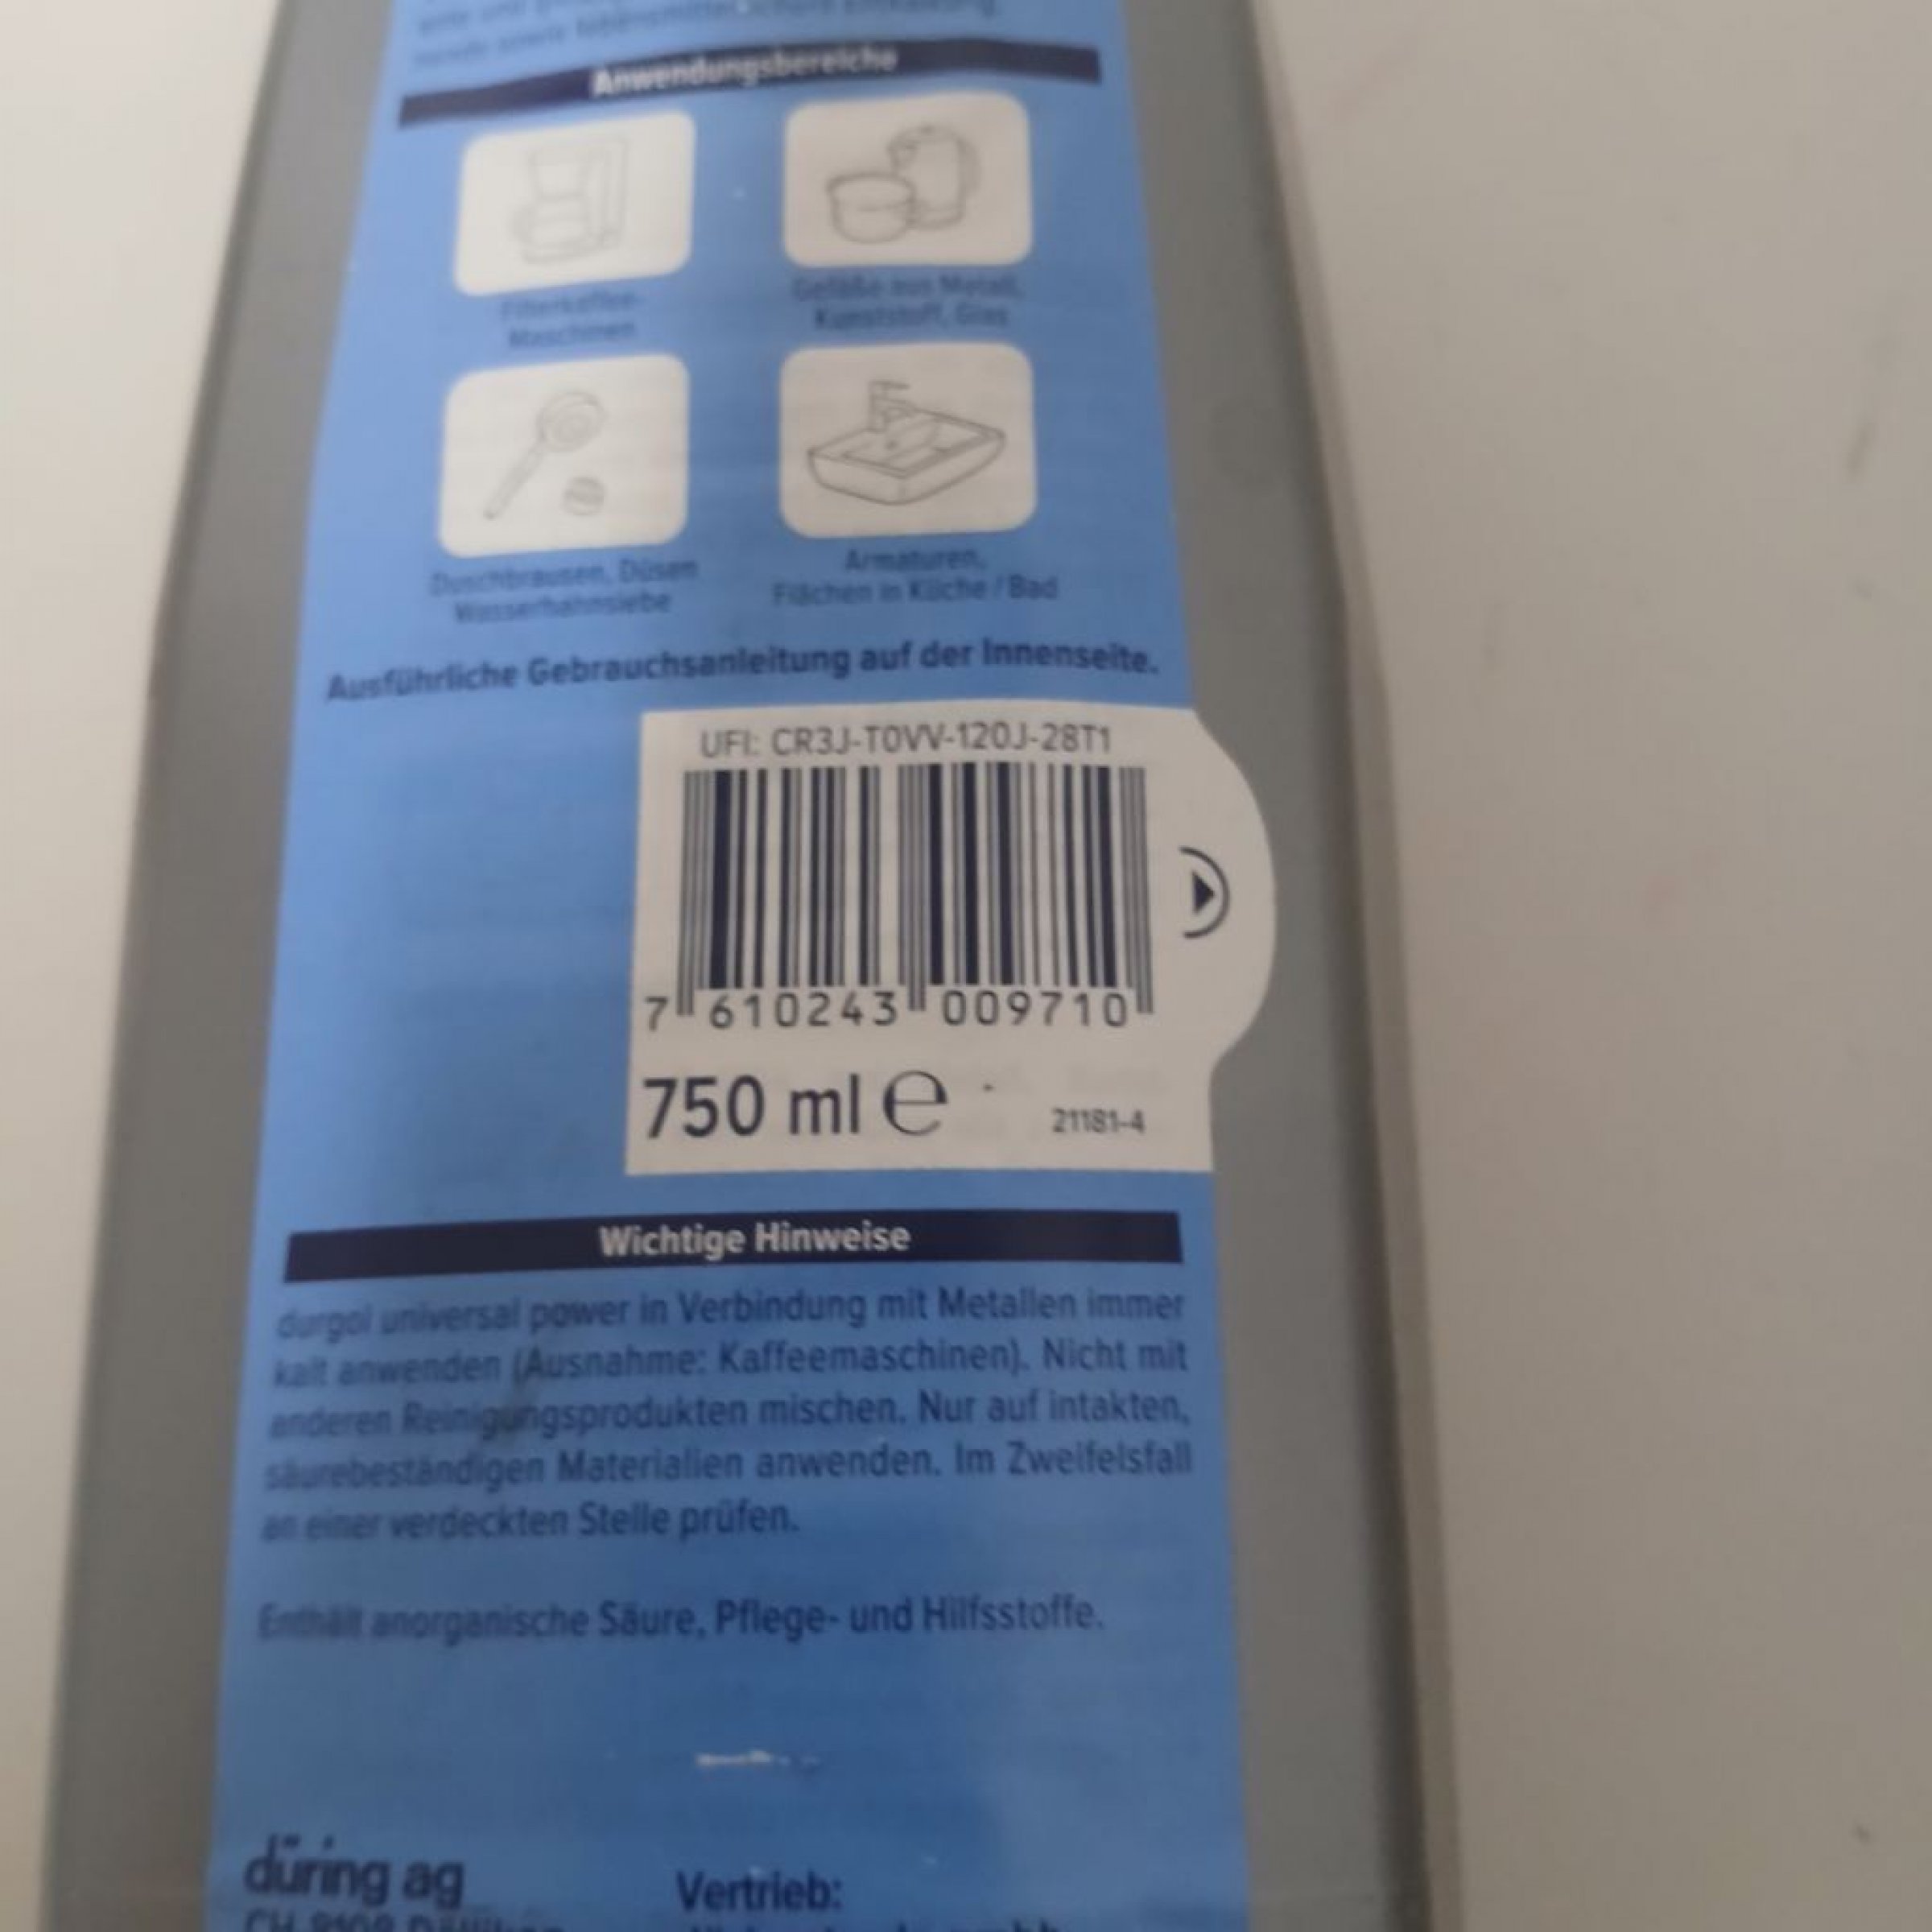 Anwendungsbereiche
Filterkaffee-
Maschinen
Gefäße aus Metall,
Kunststoff, Glas
Duschbrausen, Düsen
Wasserhahnsiebe
Armaturen,
Flächen in Küche / Bad
Ausführliche Gebrauchsanleitung auf der Innenseite.
UFI: CR3J-T0VV-120J-28T1
7 610243 009710
750 ml e
21181-4
Wichtige Hinweise
durgol universal power in Verbindung mit Metallen immer
kalt anwenden (Ausnahme: Kaffeemaschinen). Nicht mit
anderen Reinigungsprodukten mischen. Nur auf intakten,
säurebeständigen Materialien anwenden. Im Zweifelsfall
an einer verdeckten Stelle prüfen.
Enthält anorganische Säure, Pflege- und Hilfsstoffe.
düring ag
Vertrieb: